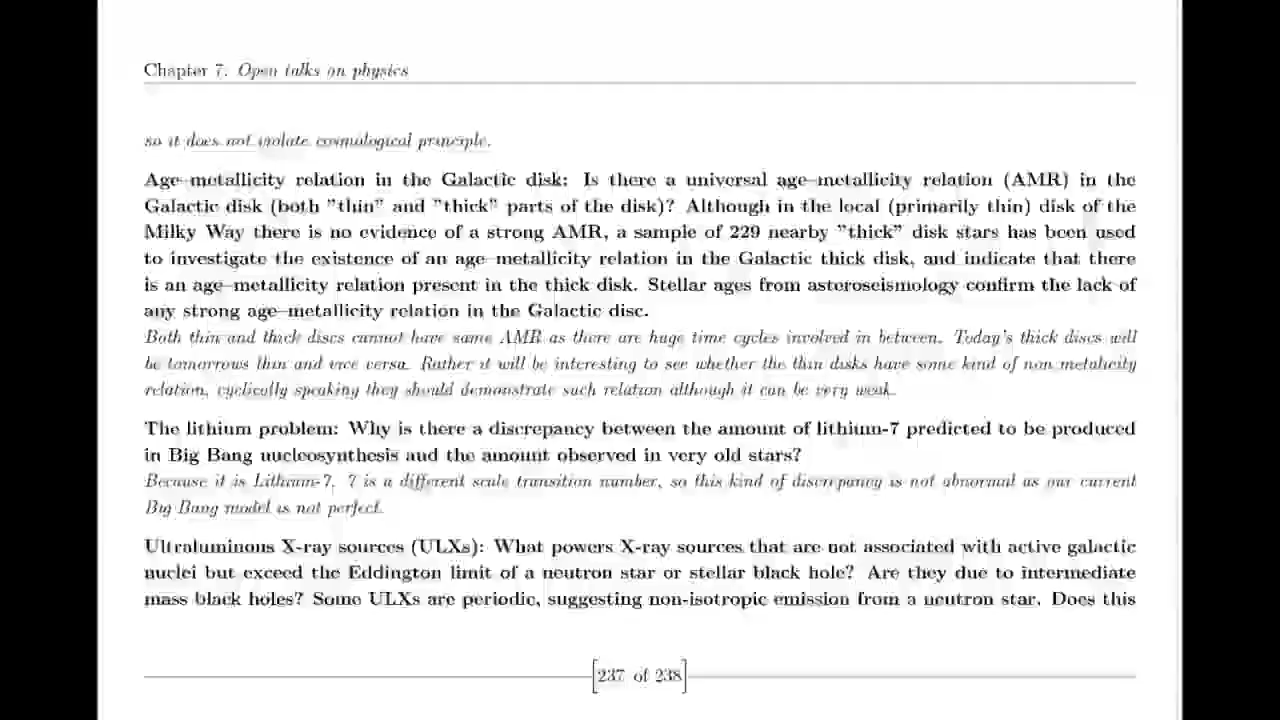 Chapter 7. Open talks on physics
so it does not violate cosmological principle.
Age–metallicity relation in the Galactic disk: Is there a universal age–metallicity relation (AMR) in the
Galactic disk (both ”thin” and ”thick” parts of the disk)? Although in the local (primarily thin) disk of the
Milky Way there is no evidence of a strong AMR, a sample of 229 nearby ”thick” disk stars has been used
to investigate the existence of an age–metallicity relation in the Galactic thick disk, and indicate that there
is an age–metallicity relation present in the thick disk. Stellar ages from asteroseismology confirm the lack of
any strong age–metallicity relation in the Galactic disc.
Both thin and thick discs cannot have same AMR as there are huge time cycles involved in between. Today's thick discs will
be tomorrows thin and vice versa. Rather it will be interesting to see whether the thin disks have some kind of non metalicity
relation, cyclically speaking they should demonstrate such relation although it can be very weak.
The lithium problem: Why is there a discrepancy between the amount of lithium-7 predicted to be produced
in Big Bang nucleosynthesis and the amount observed in very old stars?
Because it is Lithium-7, 7 is a different scale transition number, so this kind of discrepancy is not abnormal as our current
Big Bang model is not perfect.
Ultraluminous X-ray sources (ULXs): What powers X-ray sources that are not associated with active galactic
nuclei but exceed the Eddington limit of a neutron star or stellar black hole? Are they due to intermediate
mass black holes? Some ULXs are periodic, suggesting non-isotropic emission from a neutron star. Does this
[237 of 238]